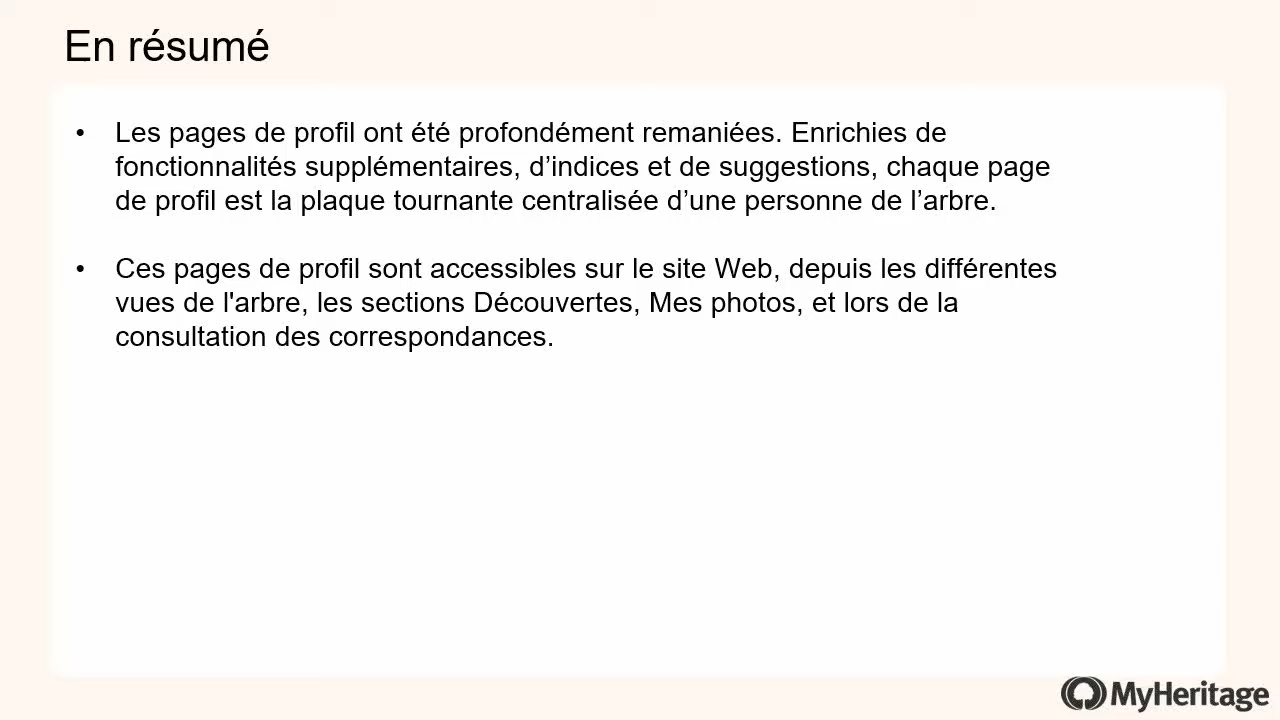 En résumé
• Les pages de profil ont été profondément remaniées. Enrichies de
fonctionnalités supplémentaires, d’indices et de suggestions, chaque page
de profil est la plaque tournante centralisée d’une personne de l’arbre.
• Ces pages de profil sont accessibles sur le site Web, depuis les différentes
vues de l'arbre, les sections Découvertes, Mes photos, et lors de la
consultation des correspondances.
MyHeritage